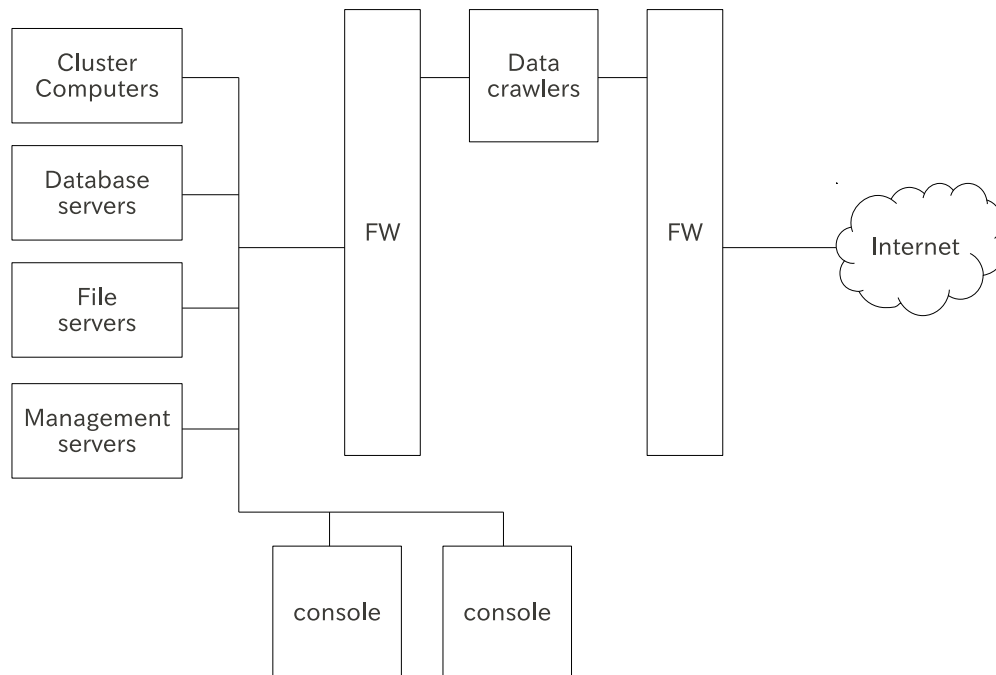 Cluster
Computers
Database
servers
File
servers
Management
servers
FW
Data
crawlers
FW
Internet
console
console